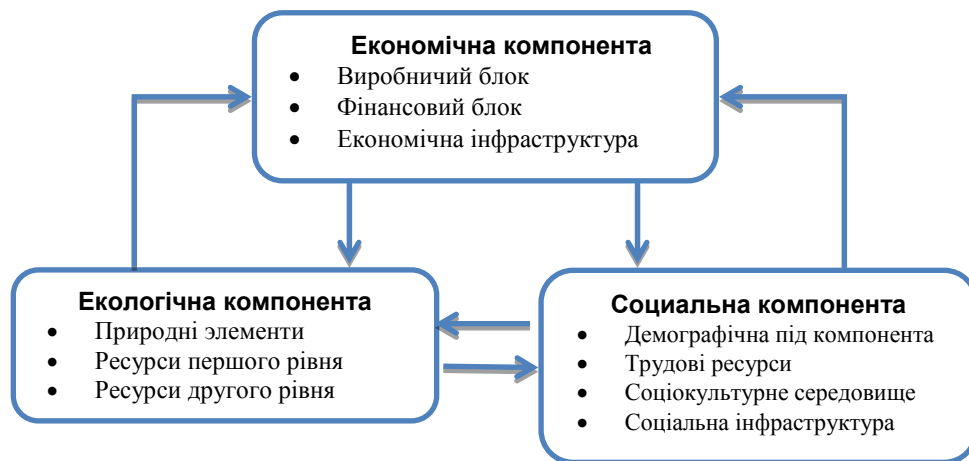 Економічна компонента
• Виробничий блок
• Фінансовий блок
• Економічна інфраструктура
Екологічна компонента
• Природні элементи
• Ресурси першого рівня
• Ресурси другого рівня
Социальна компонента
• Демографічна під компонента
• Трудові ресурси
• Соціокультурне середовище
• Соціальна інфраструктура